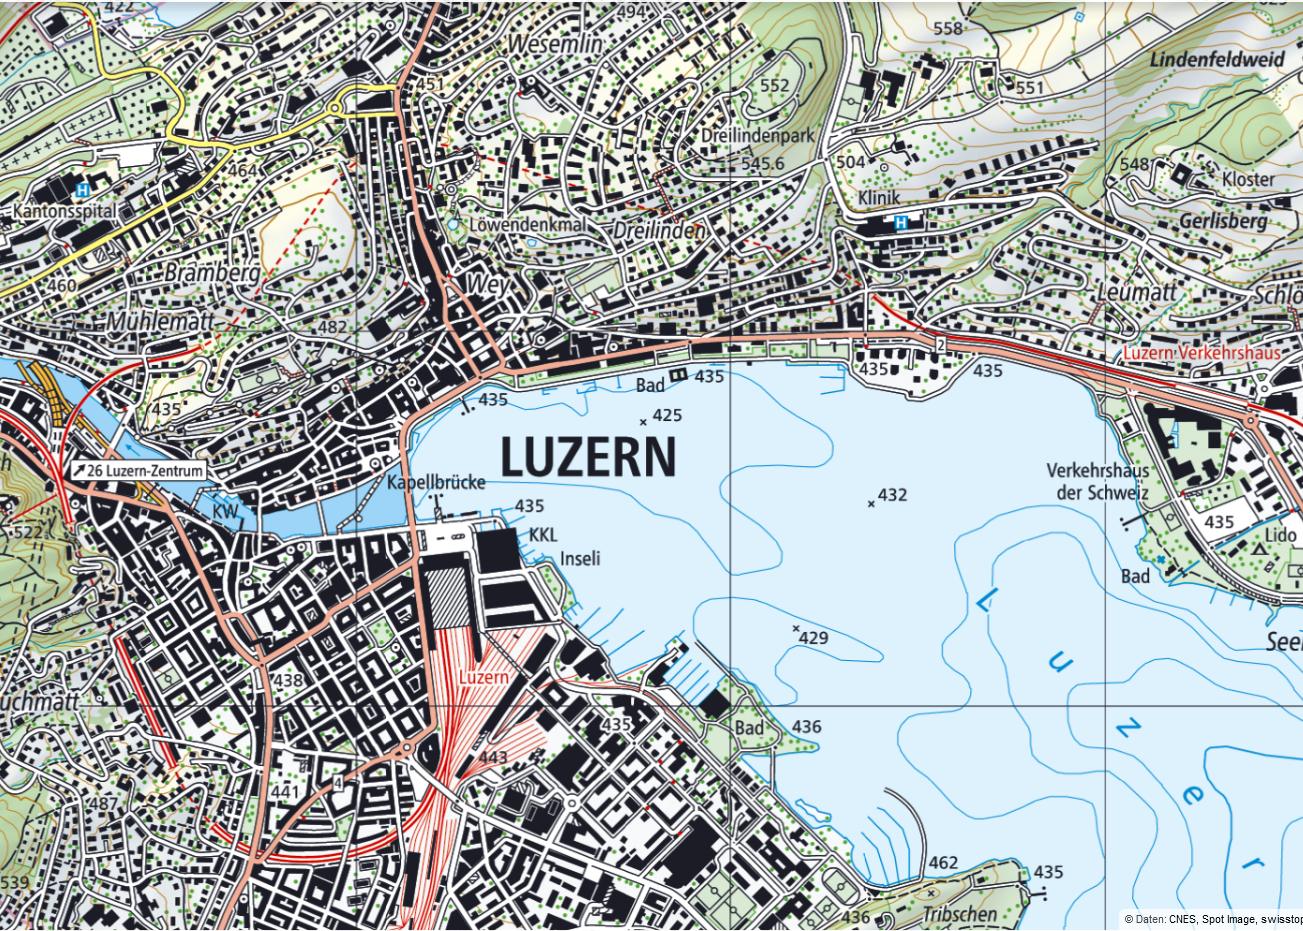 422
494
Wesemlin
558
Lindenfeldweid
451
552
551
Dreilindenpark
464
545.6
504
548
Kloster
H
Kantonsspital
Klinik
H
Löwendenkmal
Dreilinden
Gerlisberg
Bramberg
460
Wey
Leumatt
Schlö
Mühlematt
482
2
Luzern Verkehrshaus
435
435
435
Bad
435
435
425
LUZERN
26 Luzern-Zentrum
Kapellbrücke
Verkehrshaus
der Schweiz
432
KW
435
522
KKL
435
Lido
Inseli
Bad
L
u
z
e
r
429
See
Luzern
438
uchmatt
435
Bad
436
443
4
441
487
462
435
539
436
Tribschen
© Daten: CNES, Spot Image, swisstop